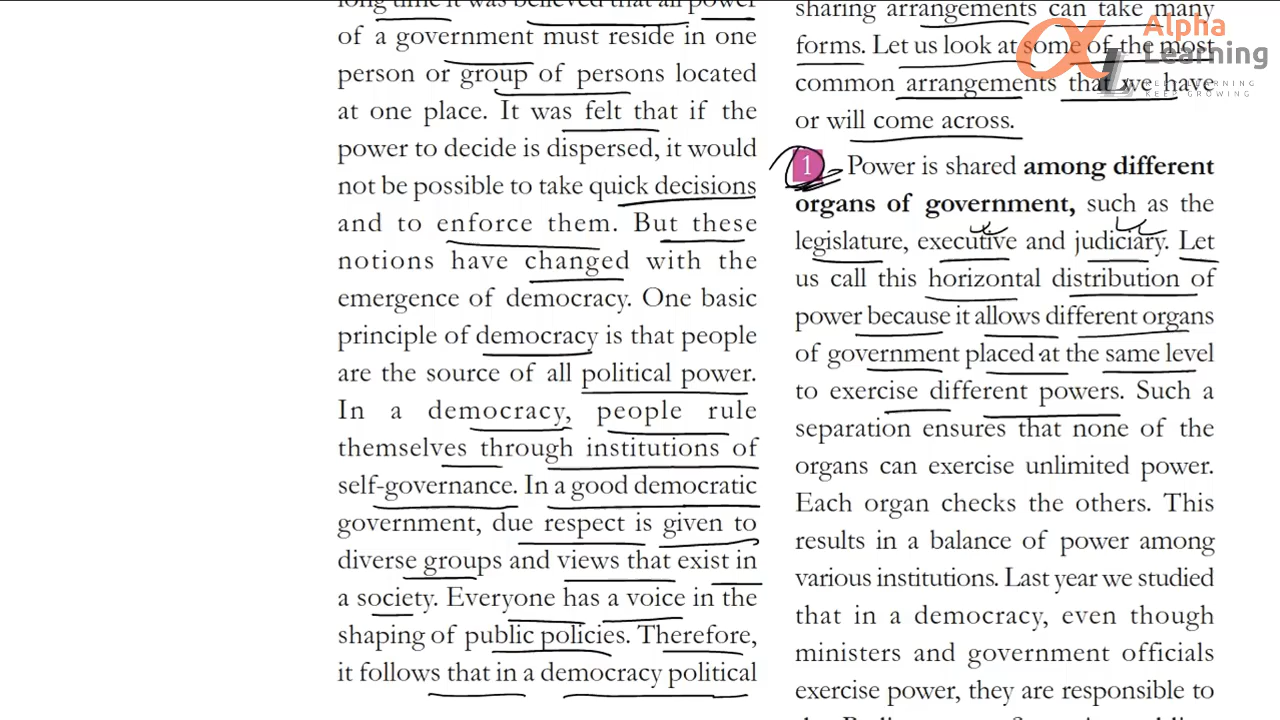 long time it was believed that all power
of a government must reside in one
person or group of persons located
at one place. It was felt that if the
power to decide is dispersed, it would
not be possible to take quick decisions
and to enforce them. But these
notions have changed with the
emergence of democracy. One basic
principle of democracy is that people
are the source of all political power.
In a democracy, people rule
themselves through institutions of
self-governance. In a good democratic
government, due respect is given to
diverse groups and views that exist in
a society. Everyone has a voice in the
shaping of public policies. Therefore,
it follows that in a democracy political
sharing arrangements can take many
forms. Let us look at some of the most
common arrangements that we have
or will come across.
1 Power is shared among different
organs of government, such as the
legislature, executive and judiciary. Let
us call this horizontal distribution of
power because it allows different organs
of government placed at the same level
to exercise different powers. Such a
separation ensures that none of the
organs can exercise unlimited power.
Each organ checks the others. This
results in a balance of power among
various institutions. Last year we studied
that in a democracy, even though
ministers and government officials
exercise power, they are responsible to
Alpha
Learning
KEEP GROWING